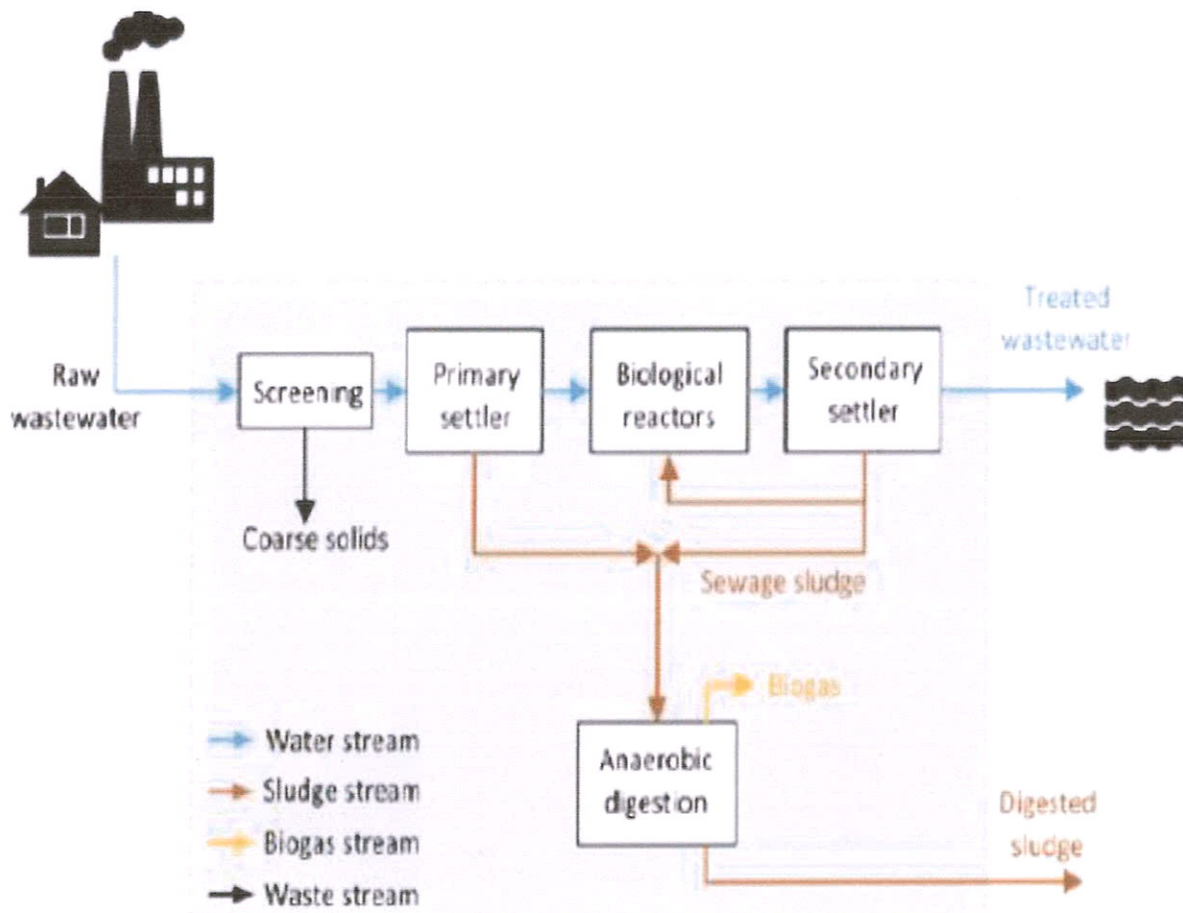 Raw
wastewater
Screening
Coarse solids
Primary
settler
Biological
reactors
Secondary
settler
Treated
wastewater
Sewage sludge
Biogas
Anaerobic
digestion
Digested
sludge
Water stream
Sludge stream
Biogas stream
Waste stream